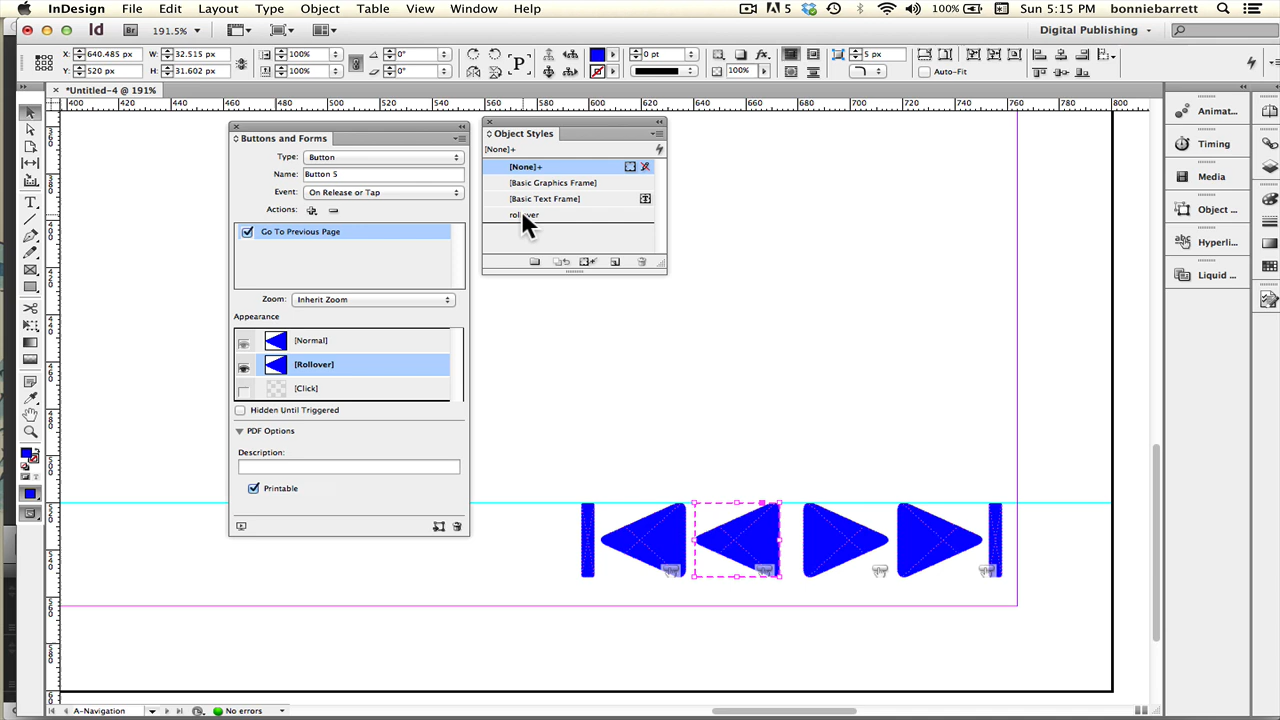 InDesign File Edit Layout Type Object Table View Window Help 5 100% Sun 5:15 PM bonniebarrett
Id Br 191.5% Digital Publishing
X: 640.485 px W: 32.515 px 100% 0° P 0 pt 5 px
Y: 520 px H: 31.602 px 100% 0° 100% Auto-Fit
*Untitled-4 @ 191%
400 420 440 460 480 500 520 540 560 580 600 620 640 660 680 700 720 740 760 780 800
Buttons and Forms
Type: Button
Name: Button 5
Event: On Release or Tap
Actions:
Go To Previous Page
Zoom: Inherit Zoom
Appearance
[Normal]
[Rollover]
[Click]
Hidden Until Triggered
PDF Options
Description:
Printable
Object Styles
[None]+
[None]+
[Basic Graphics Frame]
[Basic Text Frame]
rollover
Animat...
Timing
Media
Object ...
Hyperli...
Liquid ...
A-Navigation No errors